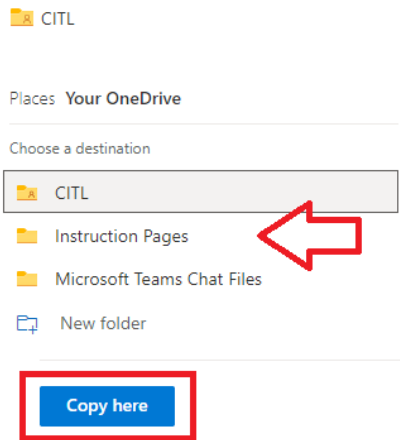 CITL
Places Your OneDrive
Choose a destination
CITL
Instruction Pages
Microsoft Teams Chat Files
New folder
Copy here